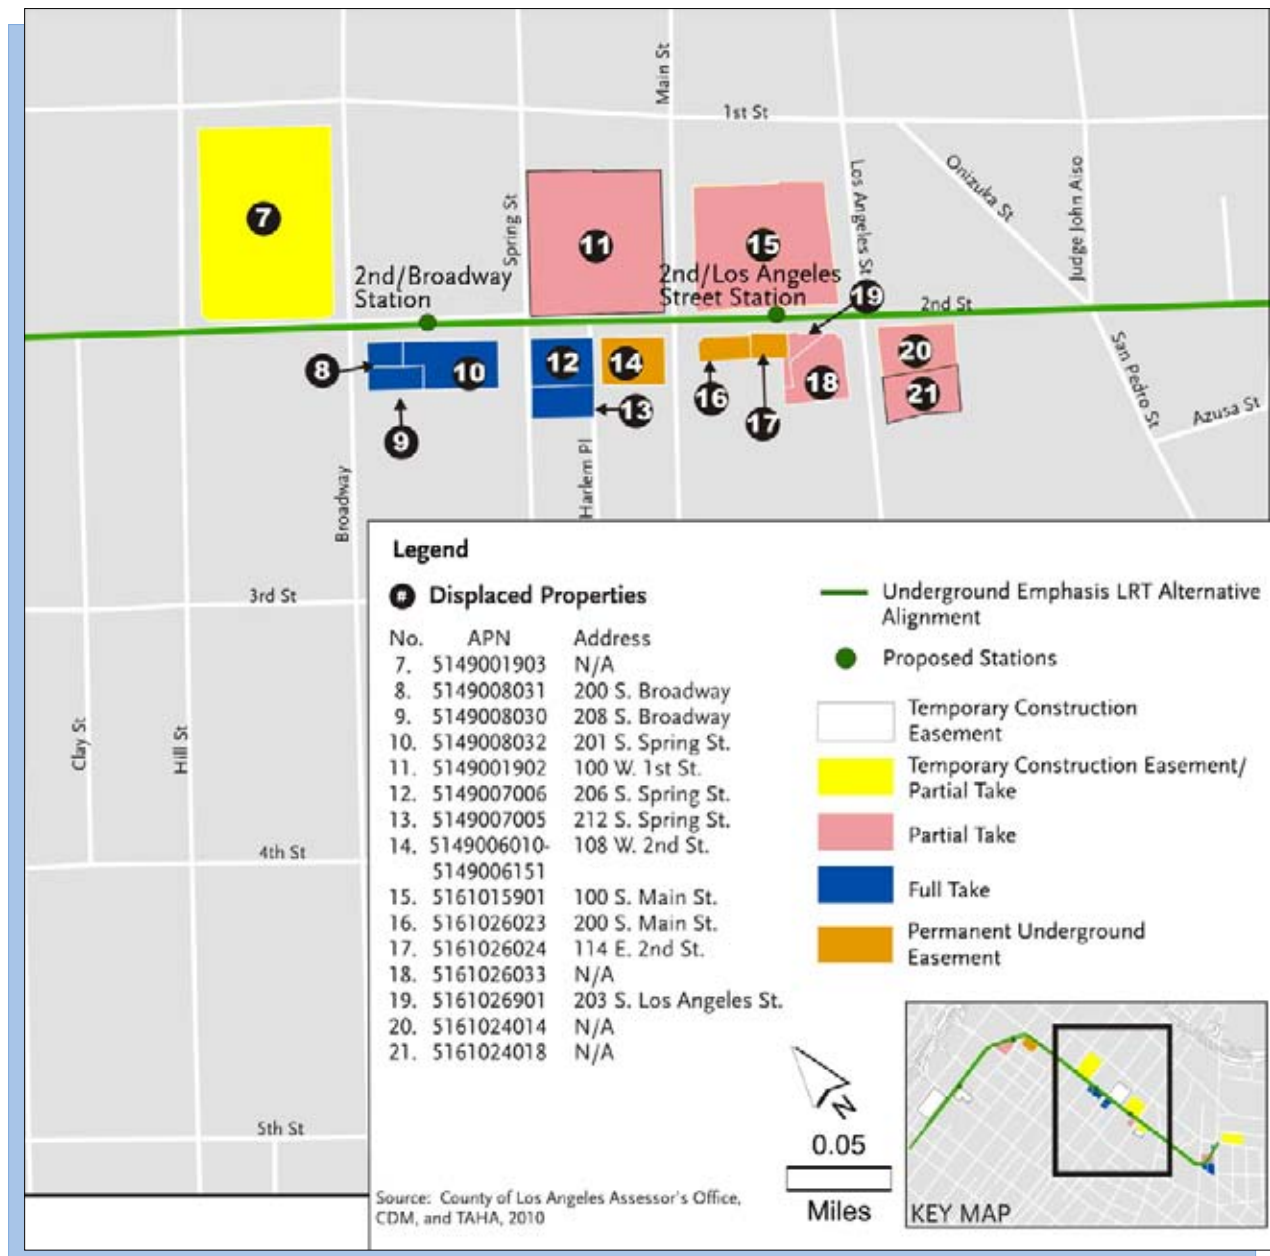 Main St
1st St
Spring St
Los Angeles St
Onizuka St
Judge John Aiso
7
11
15
2nd/Broadway
Station
2nd/Los Angeles
Street Station
19
2nd St
8
10
12
14
16
18
20
21
13
17
9
San Pedro St
Azusa St
Broadway
Harlem Pl
3rd St
Clay St
Hill St
4th St
5th St
Legend
# Displaced Properties
No. APN Address
7. 5149001903 N/A
8. 5149008031 200 S. Broadway
9. 5149008030 208 S. Broadway
10. 5149008032 201 S. Spring St.
11. 5149001902 100 W. 1st St.
12. 5149007006 206 S. Spring St.
13. 5149007005 212 S. Spring St.
14. 5149006010- 108 W. 2nd St.
5149006151
15. 5161015901 100 S. Main St.
16. 5161026023 200 S. Main St.
17. 5161026024 114 E. 2nd St.
18. 5161026033 N/A
19. 5161026901 203 S. Los Angeles St.
20. 5161024014 N/A
21. 5161024018 N/A
Underground Emphasis LRT Alternative
Alignment
Proposed Stations
Temporary Construction
Easement
Temporary Construction Easement/
Partial Take
Partial Take
Full Take
Permanent Underground
Easement
N
0.05
Miles
KEY MAP
Source: County of Los Angeles Assessor's Office,
CDM, and TAHA, 2010